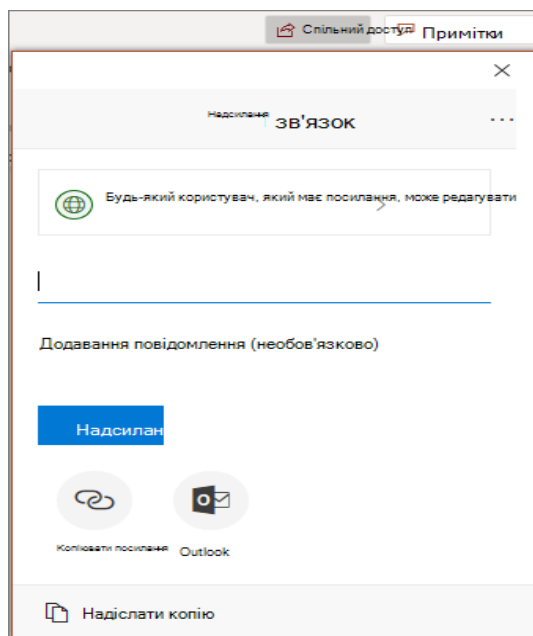 Спільний доступ
Примітки
Надсилання зв'язок
Будь-який користувач, який має посилання, може редагувати
Додавання повідомлення (необов'язково)
Надсилан
Копіювати посилання
Outlook
Надіслати копію